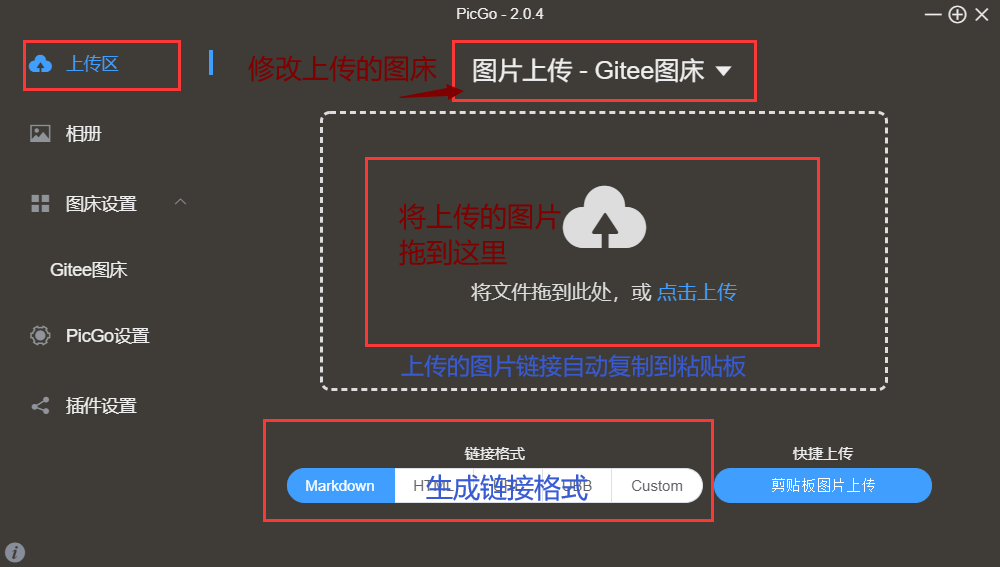 PicGo - 2.0.4
上传区
修改上传的图床
图片上传 - Gitee图床
相册
图床设置
将上传的图片
拖到这里
Gitee图床
将文件拖到此处，或 点击上传
PicGo设置
上传的图片链接自动复制到粘贴板
插件设置
链接格式
快捷上传
Markdown
生成链接格式
Custom
剪贴板图片上传